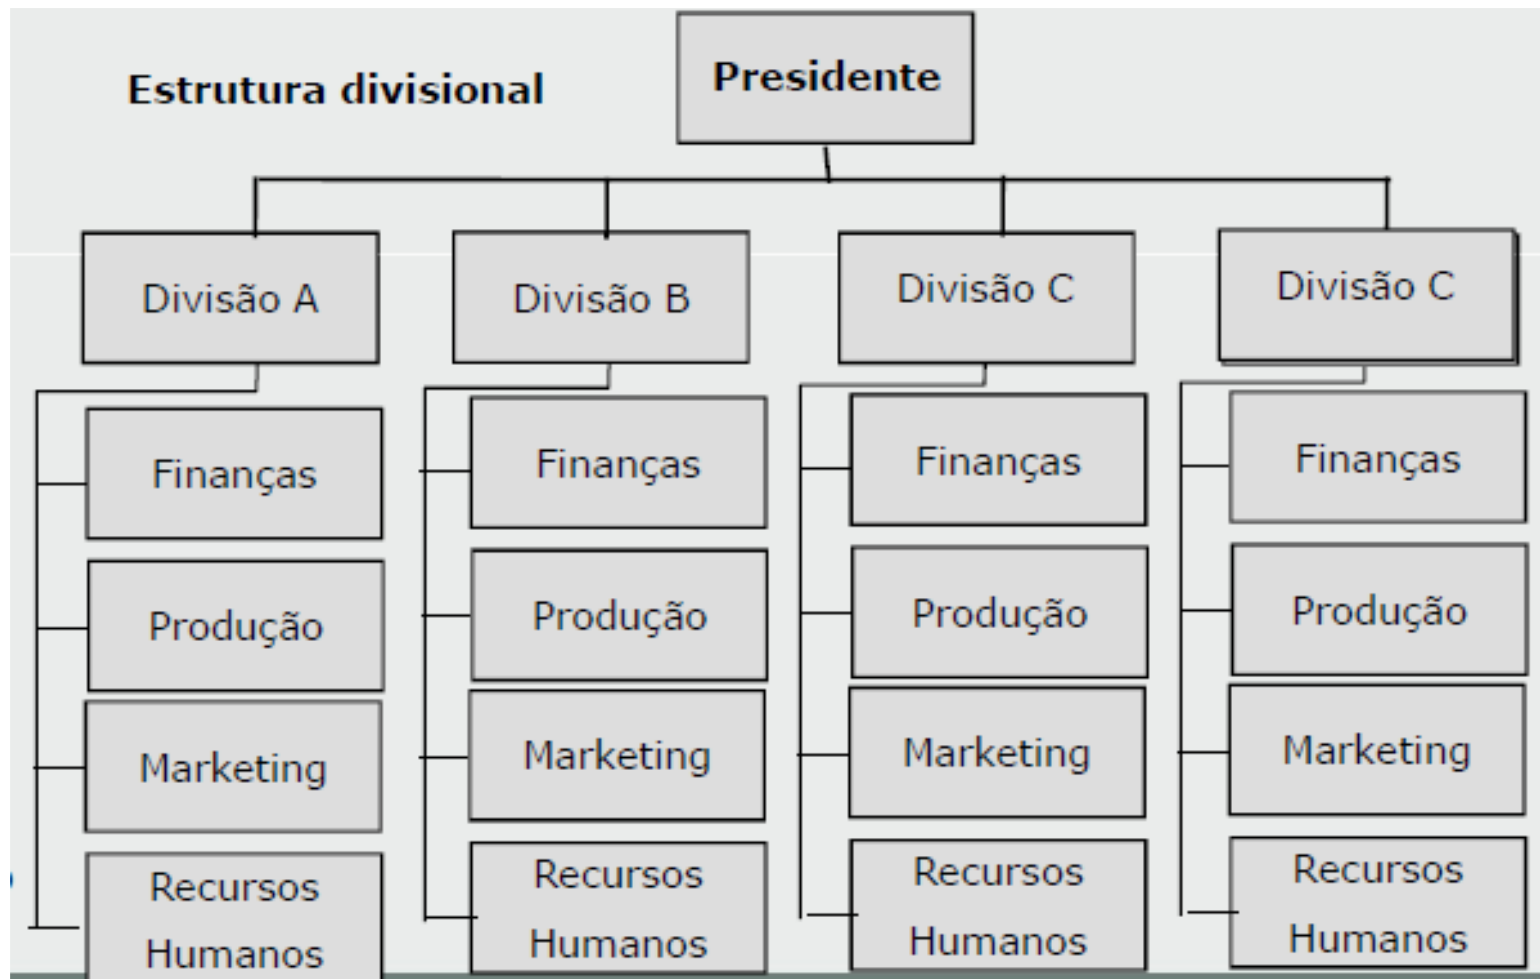 Estrutura divisional
Presidente
Divisão A
Divisão B
Divisão C
Divisão C
Finanças
Finanças
Finanças
Finanças
Produção
Produção
Produção
Produção
Marketing
Marketing
Marketing
Marketing
Recursos
Humanos
Recursos
Humanos
Recursos
Humanos
Recursos
Humanos